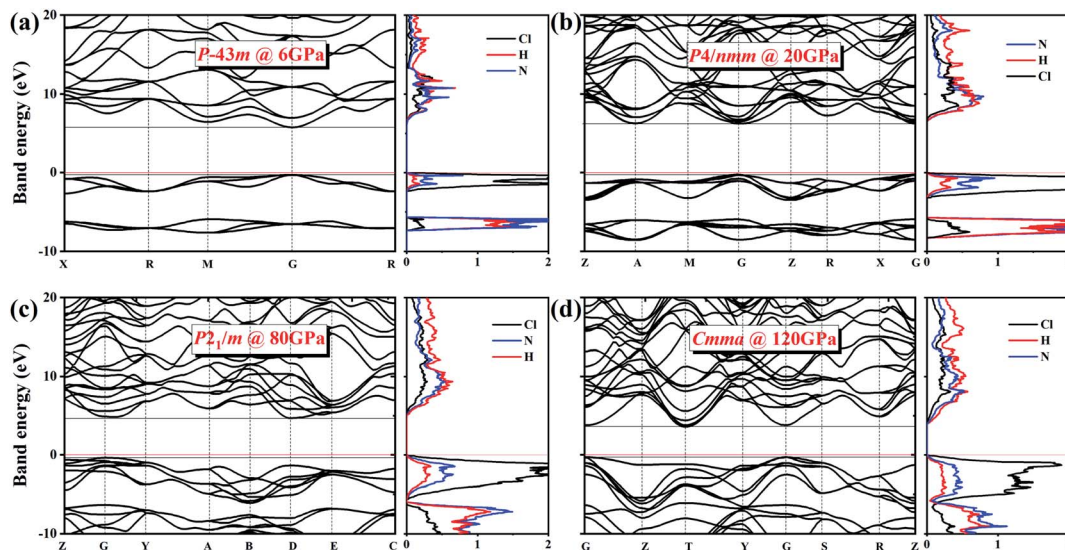 (a)
P-43m @ 6GPa
Band energy (eV)
20
10
0
-10
X R M G R
Cl
H
N
0 1 2
(b)
P4/nmm @ 20GPa
Z A M G Z R X G
N
H
Cl
0 1
(c)
P2₁/m @ 80GPa
Band energy (eV)
20
10
0
-10
Z G Y A B D E C
Cl
N
H
0 1 2
(d)
Cmma @ 120GPa
G Z T Y G S R Z
Cl
H
N
0 1